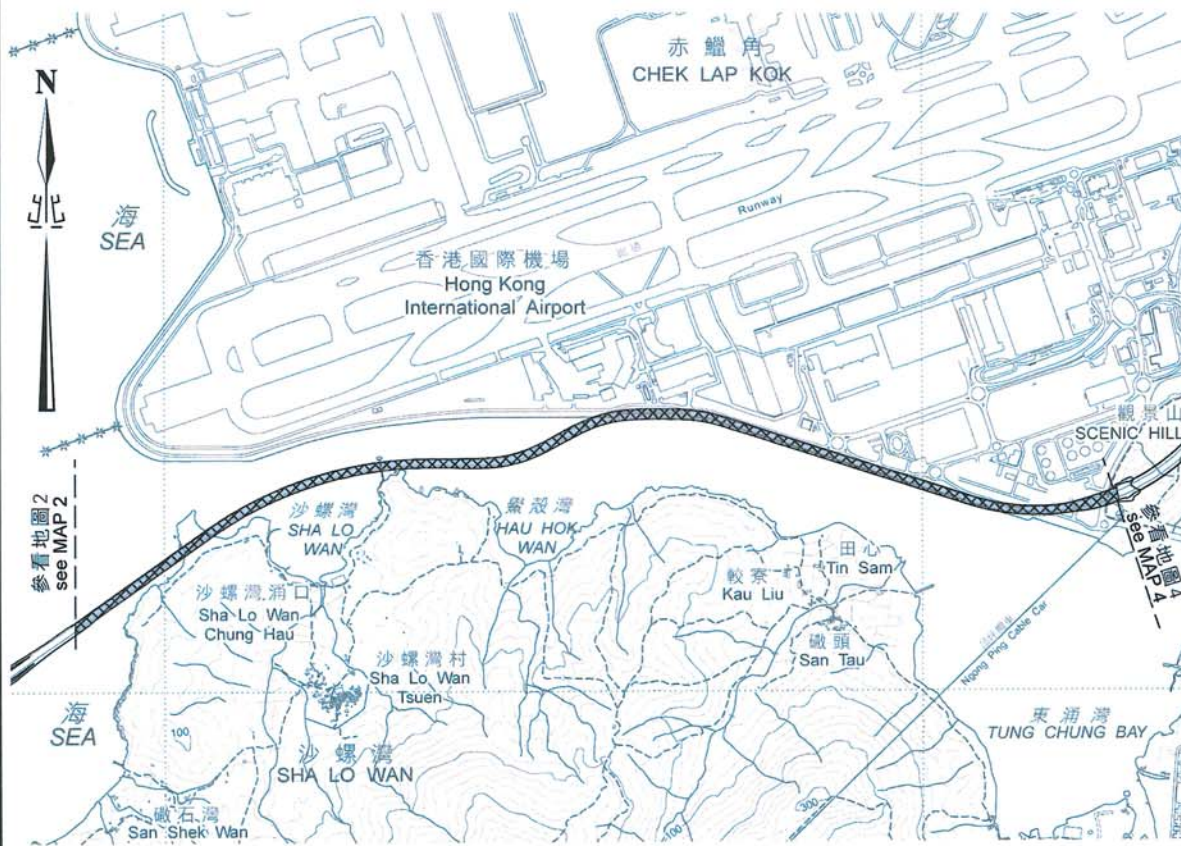 赤鱲角
CHEK LAP KOK
N
北
海
SEA
Runway
跑道
香港國際機場
Hong Kong
International Airport
觀景山
SCENIC HILL
參看地圖2
see MAP 2
參看地圖4
see MAP 4
沙螺灣
SHA LO
WAN
鱟殼灣
HAU HOK
WAN
田心
Tin Sam
較寮
Kau Liu
沙螺灣涌口
Sha Lo Wan
Chung Hau
䃟頭
San Tau
沙螺灣村
Sha Lo Wan
Tsuen
Ngong Ping Cable Car
海
SEA
100
東涌灣
TUNG CHUNG BAY
沙螺灣
SHA LO WAN
䃟石灣
San Shek Wan
300
100